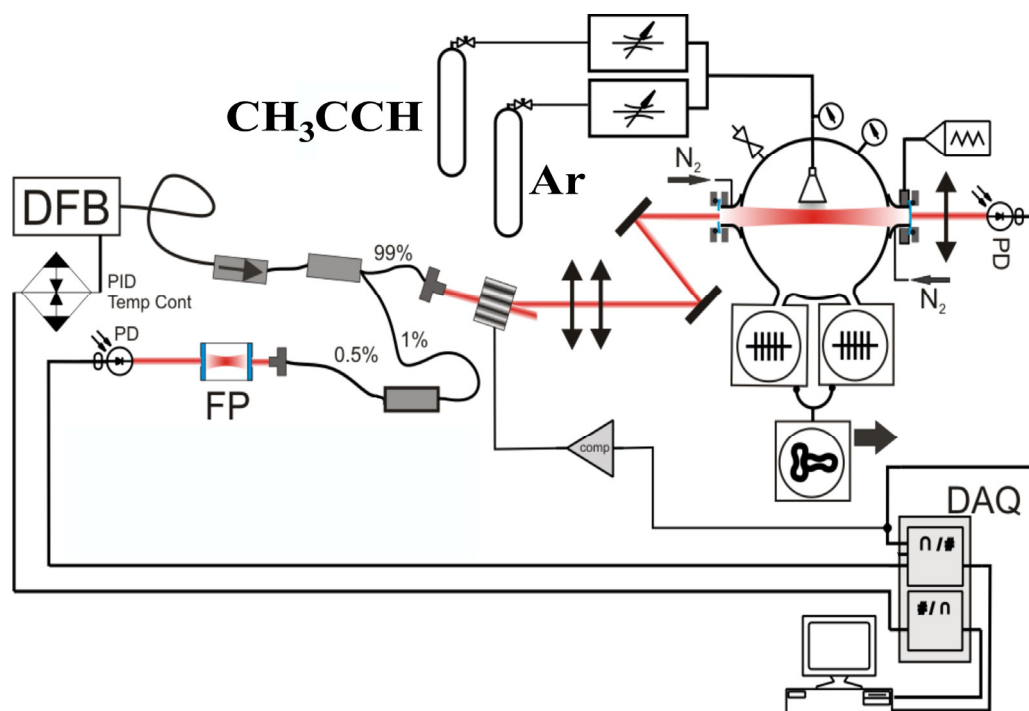 CH₃CCH
Ar
N₂
DFB
99%
PID
Temp Cont
PD
N₂
PD
1%
0.5%
FP
comp
DAQ
U /#
U /#